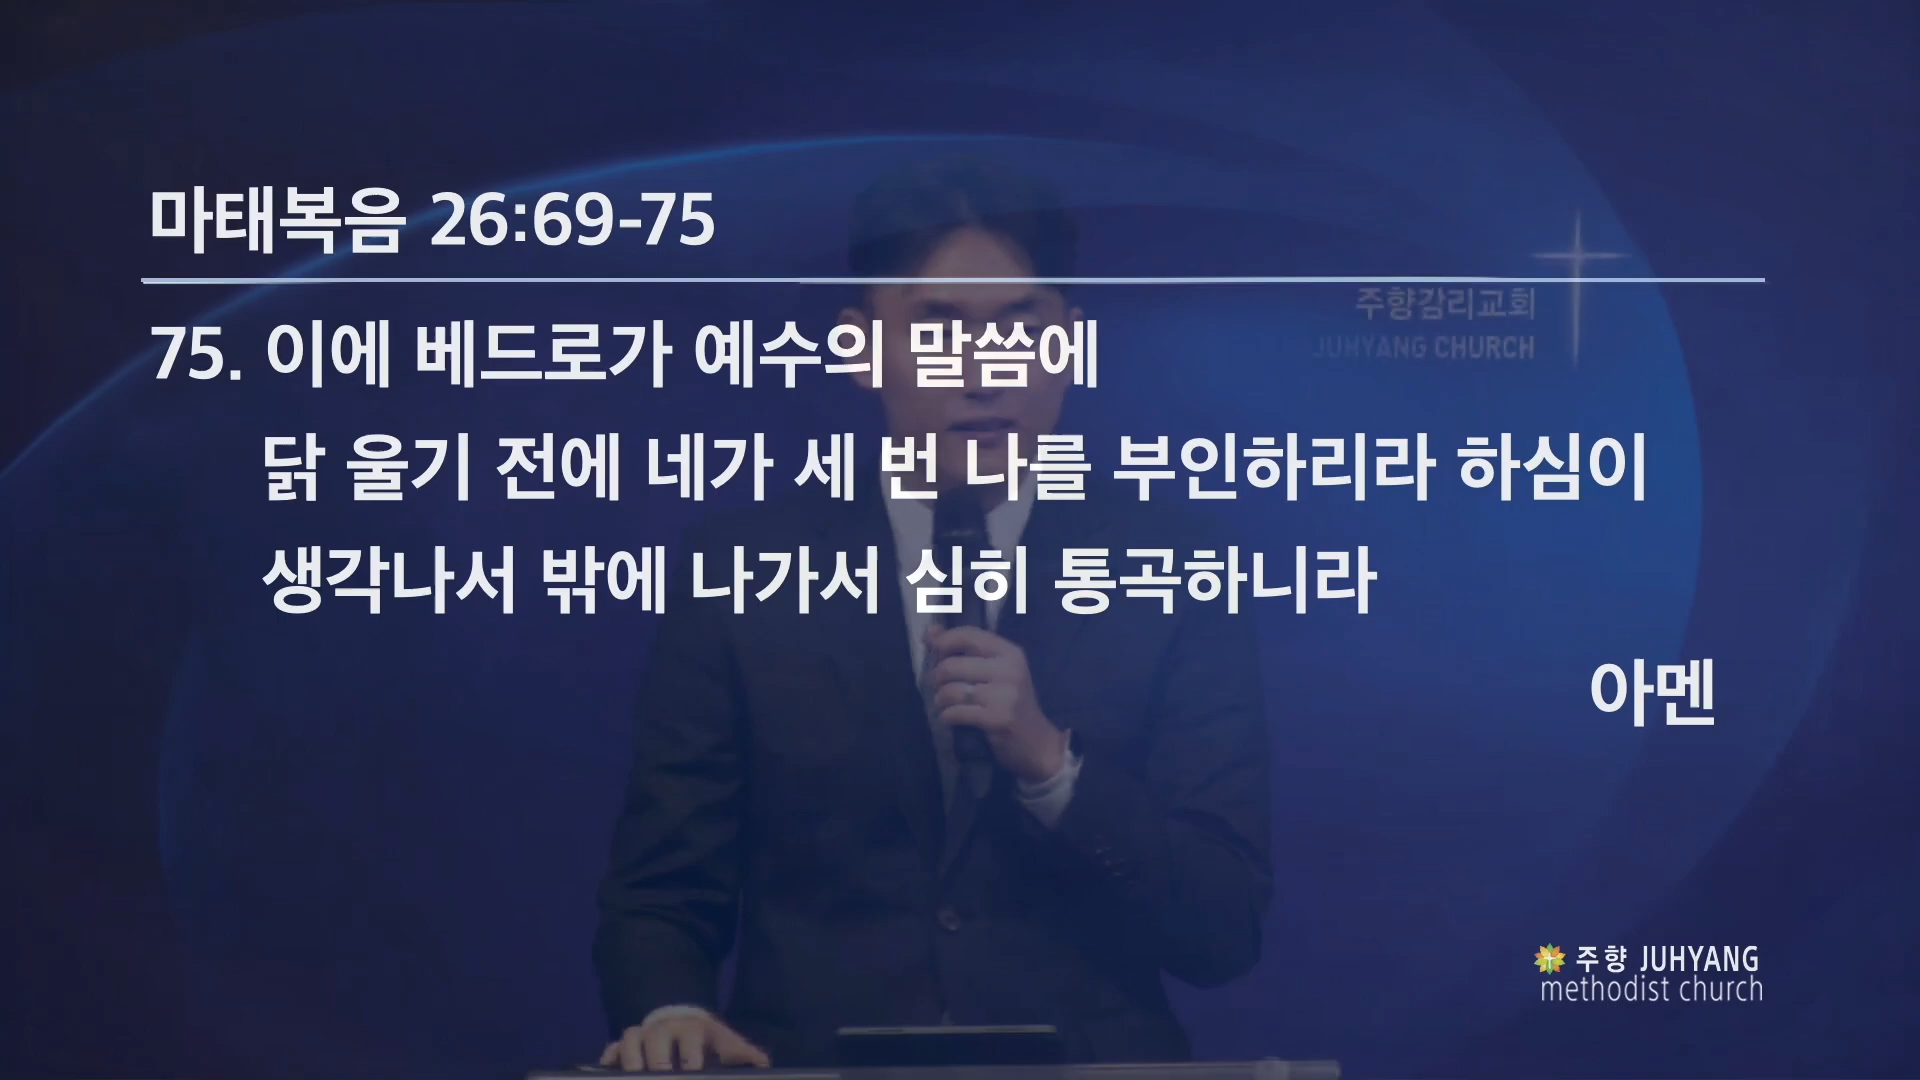 마태복음 26:69-75
주향감리교회
JUHYANG CHURCH
75. 이에 베드로가 예수의 말씀에
닭 울기 전에 네가 세 번 나를 부인하리라 하심이
생각나서 밖에 나가서 심히 통곡하니라
아멘
주향 JUHYANG
methodist church